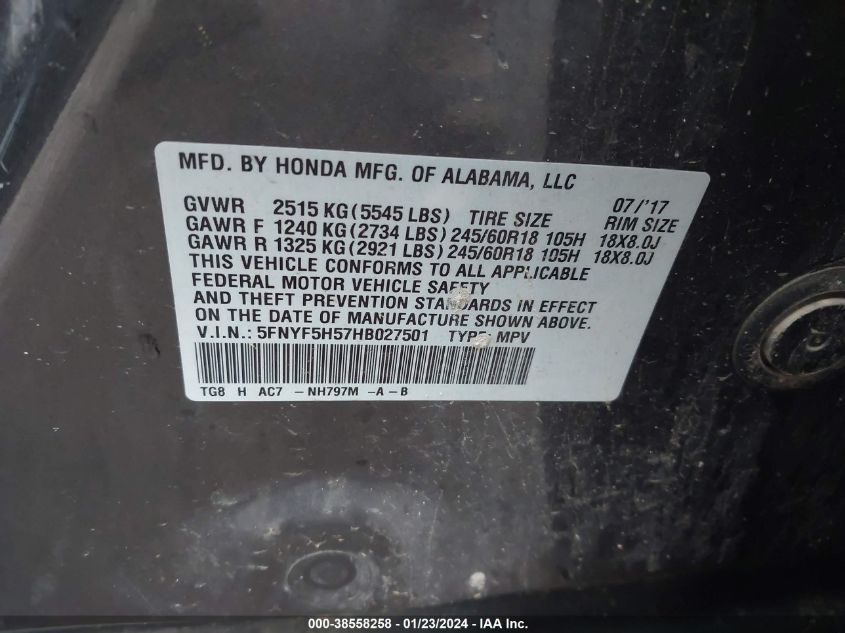 MFD. BY HONDA MFG. OF ALABAMA, LLC 07/'17
GVWR 2515 KG(5545 LBS) TIRE SIZE RIM SIZE
GAWR F 1240 KG(2734 LBS) 245/60R18 105H 18X8.0J
GAWR R 1325 KG(2921 LBS) 245/60R18 105H 18X8.0J
THIS VEHICLE CONFORMS TO ALL APPLICABLE
FEDERAL MOTOR VEHICLE SAFETY
AND THEFT PREVENTION STANDARDS IN EFFECT
ON THE DATE OF MANUFACTURE SHOWN ABOVE.
V.I.N.: 5FNYF5H57HB027501 TYPE: MPV
TG8 H AC7 -NH797M -A-B
000-38558258 - 01/23/2024 - IAA Inc.